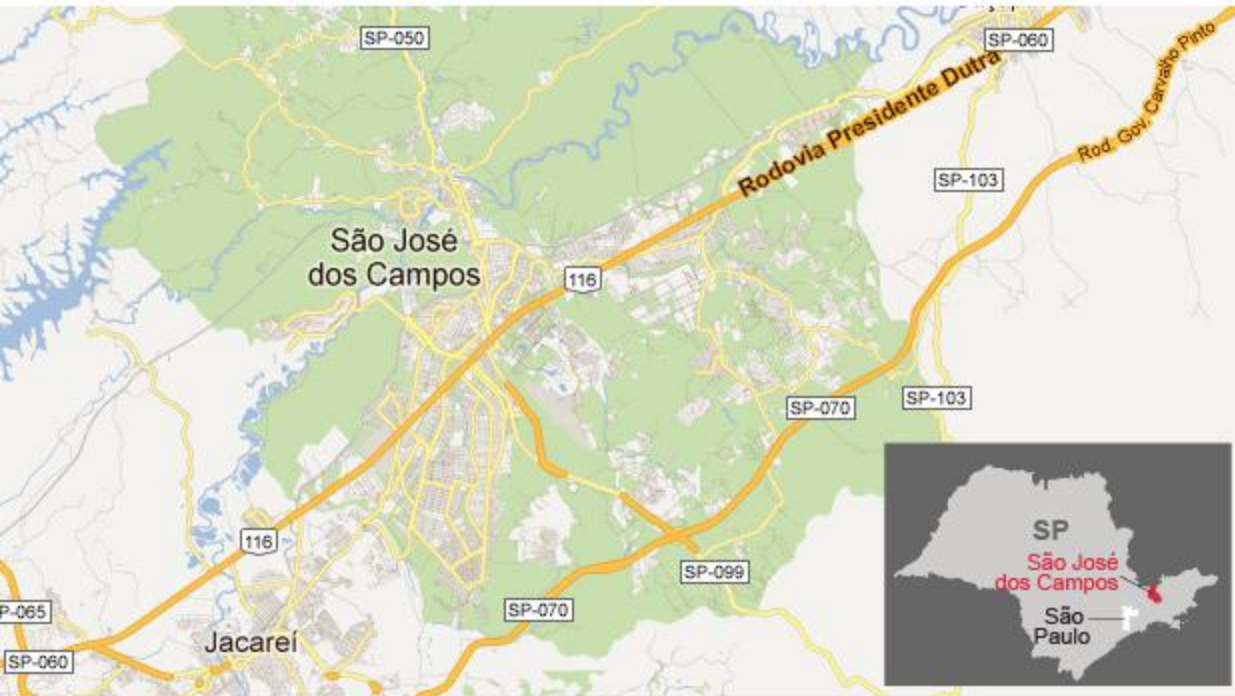 SP-050
SP-060
Rodovia Presidente Dutra
Rod. Gov. Carvalho Pinto
SP-103
São José
dos Campos
116
SP-070
SP-103
116
SP-099
SP-070
SP-065
Jacareí
SP-060
SP
São José
dos Campos
São
Paulo